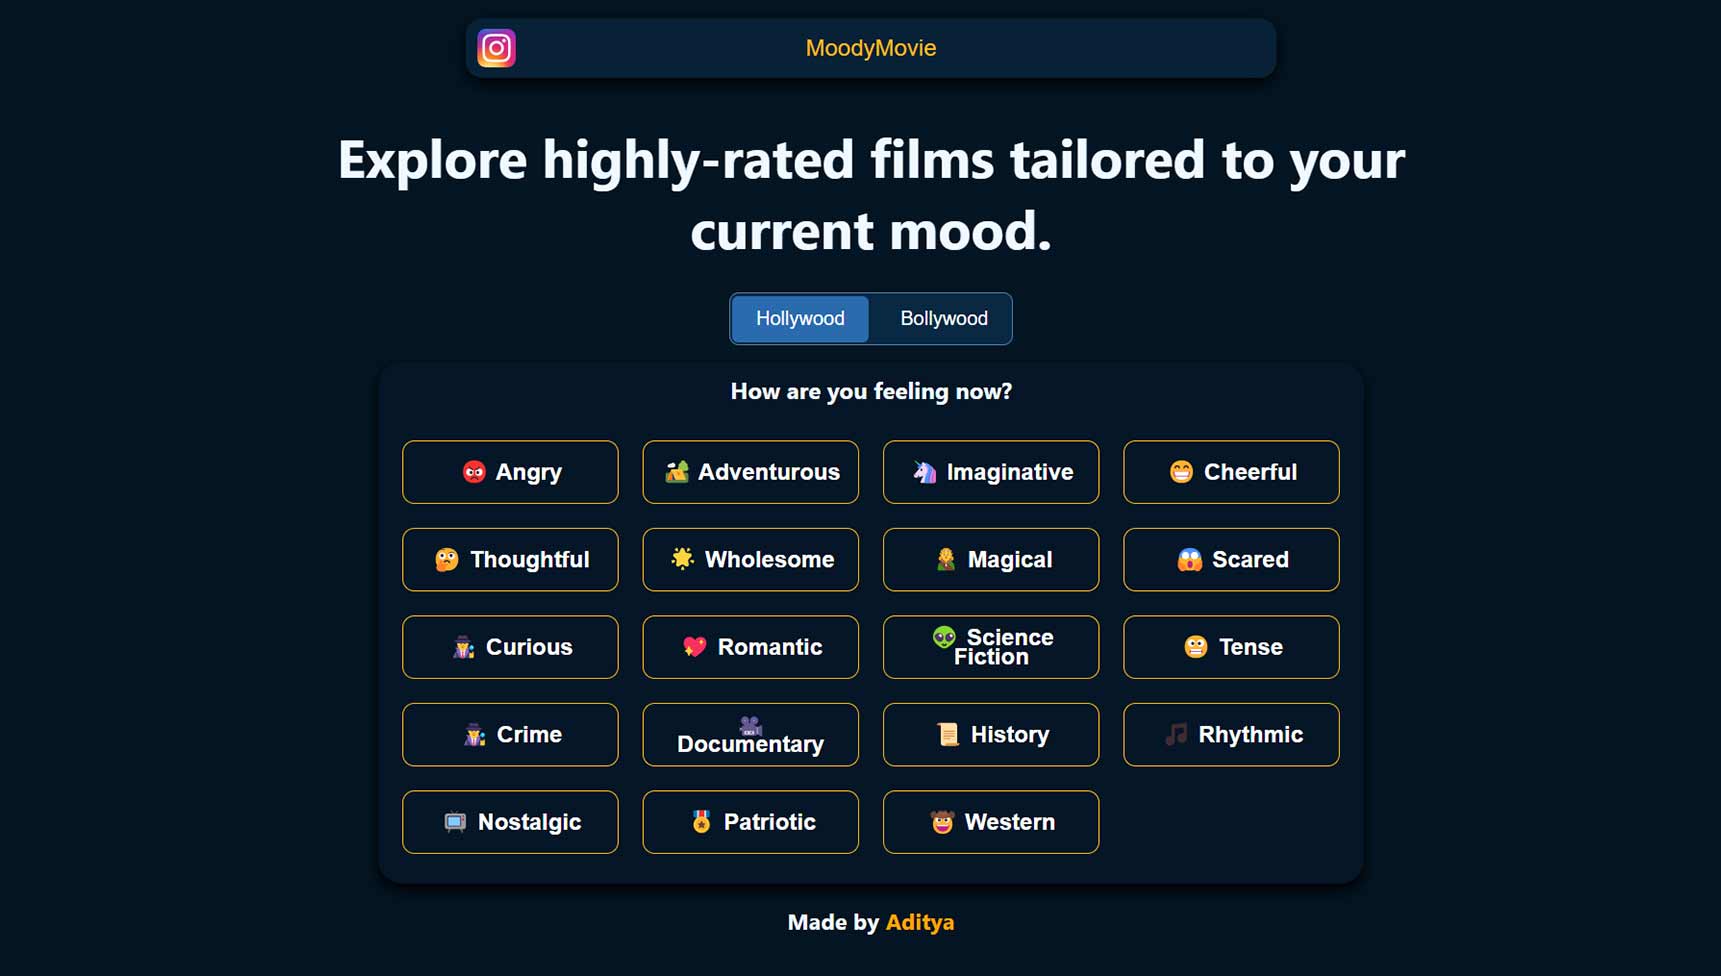 MoodyMovie
Explore highly-rated films tailored to your
current mood.
Hollywood Bollywood
How are you feeling now?
😡 Angry 🏕️ Adventurous 🦄 Imaginative 😁 Cheerful
🤔 Thoughtful 🌟 Wholesome 🧝 Magical 😱 Scared
🕵️ Curious 💖 Romantic 👽 Science
Fiction 😬 Tense
🕵️ Crime 🎥
Documentary 📜 History 🎵 Rhythmic
📺 Nostalgic 🎖️ Patriotic 🤠 Western
Made by Aditya